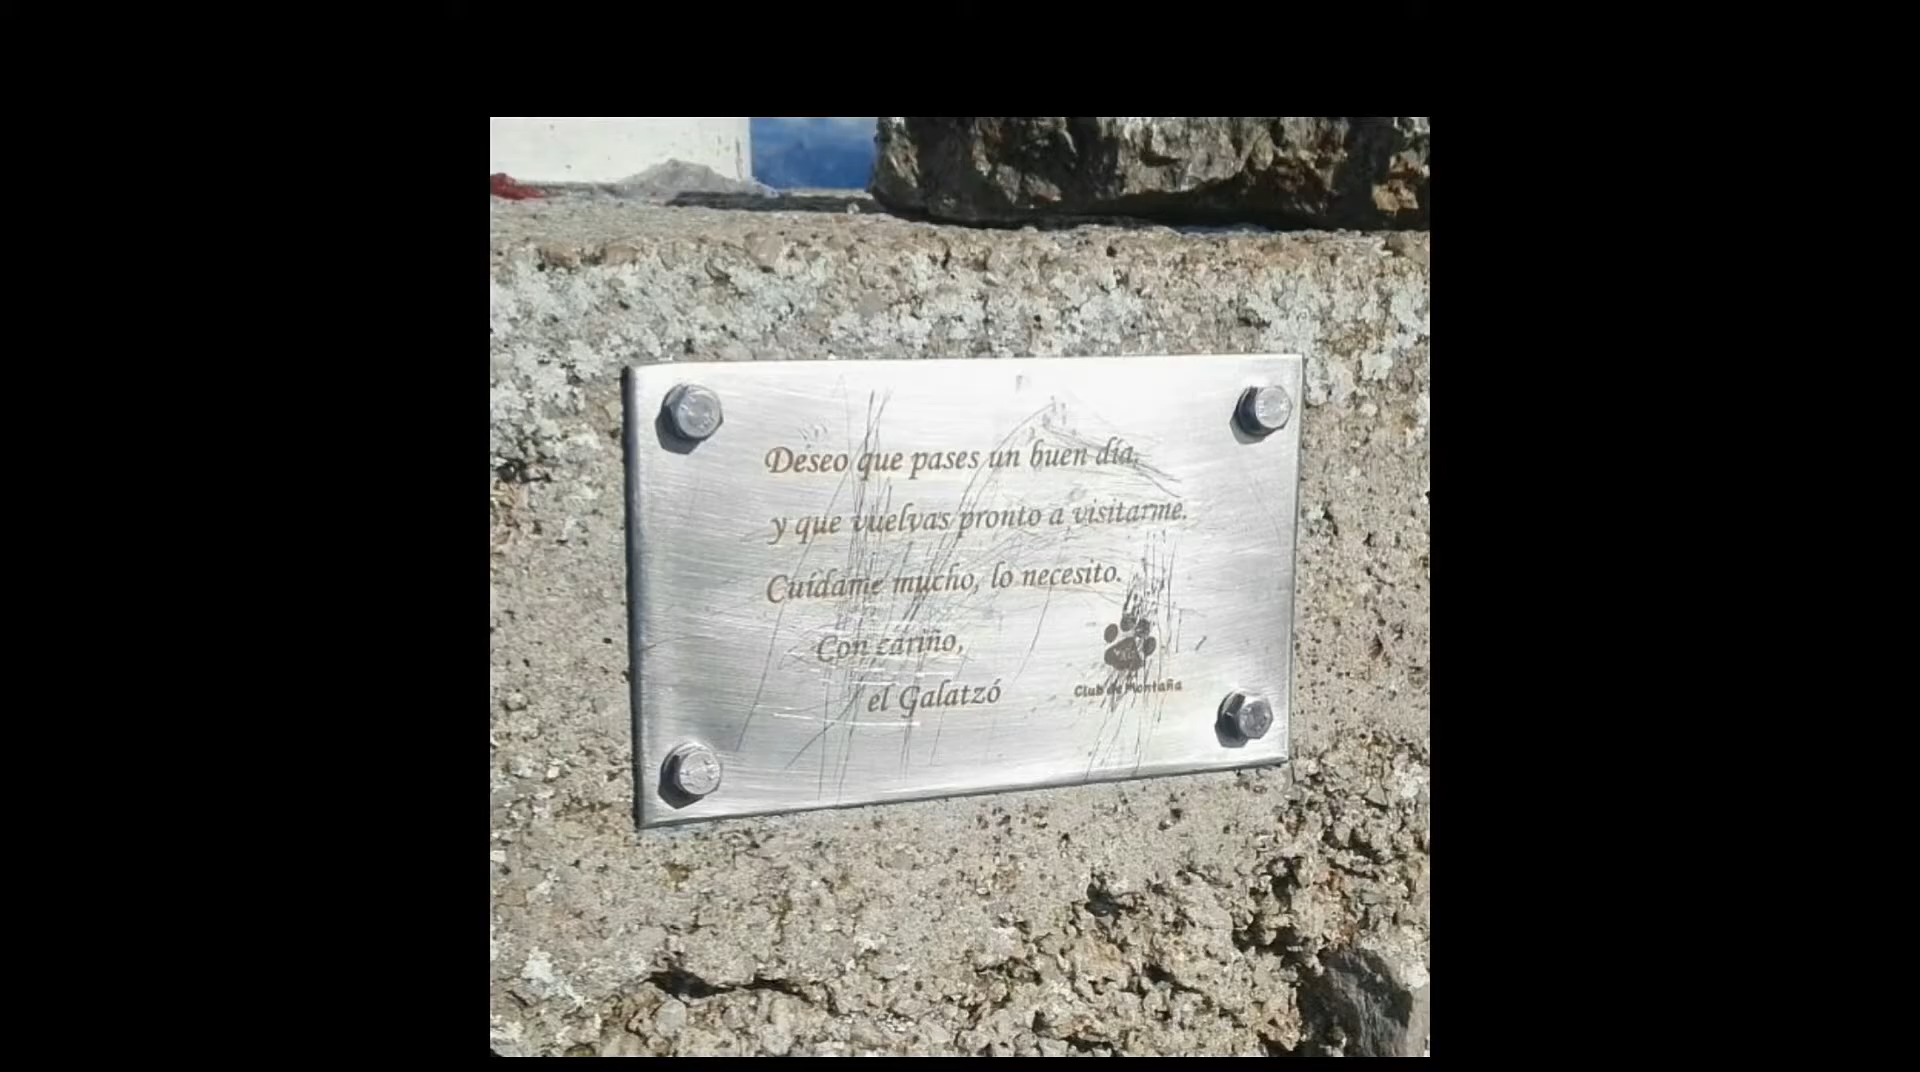 Deseo que pases un buen día,
y que vuelvas pronto a visitarme.
Cuídame mucho, lo necesito.
Con cariño,
el Galatzó
Club de Montaña